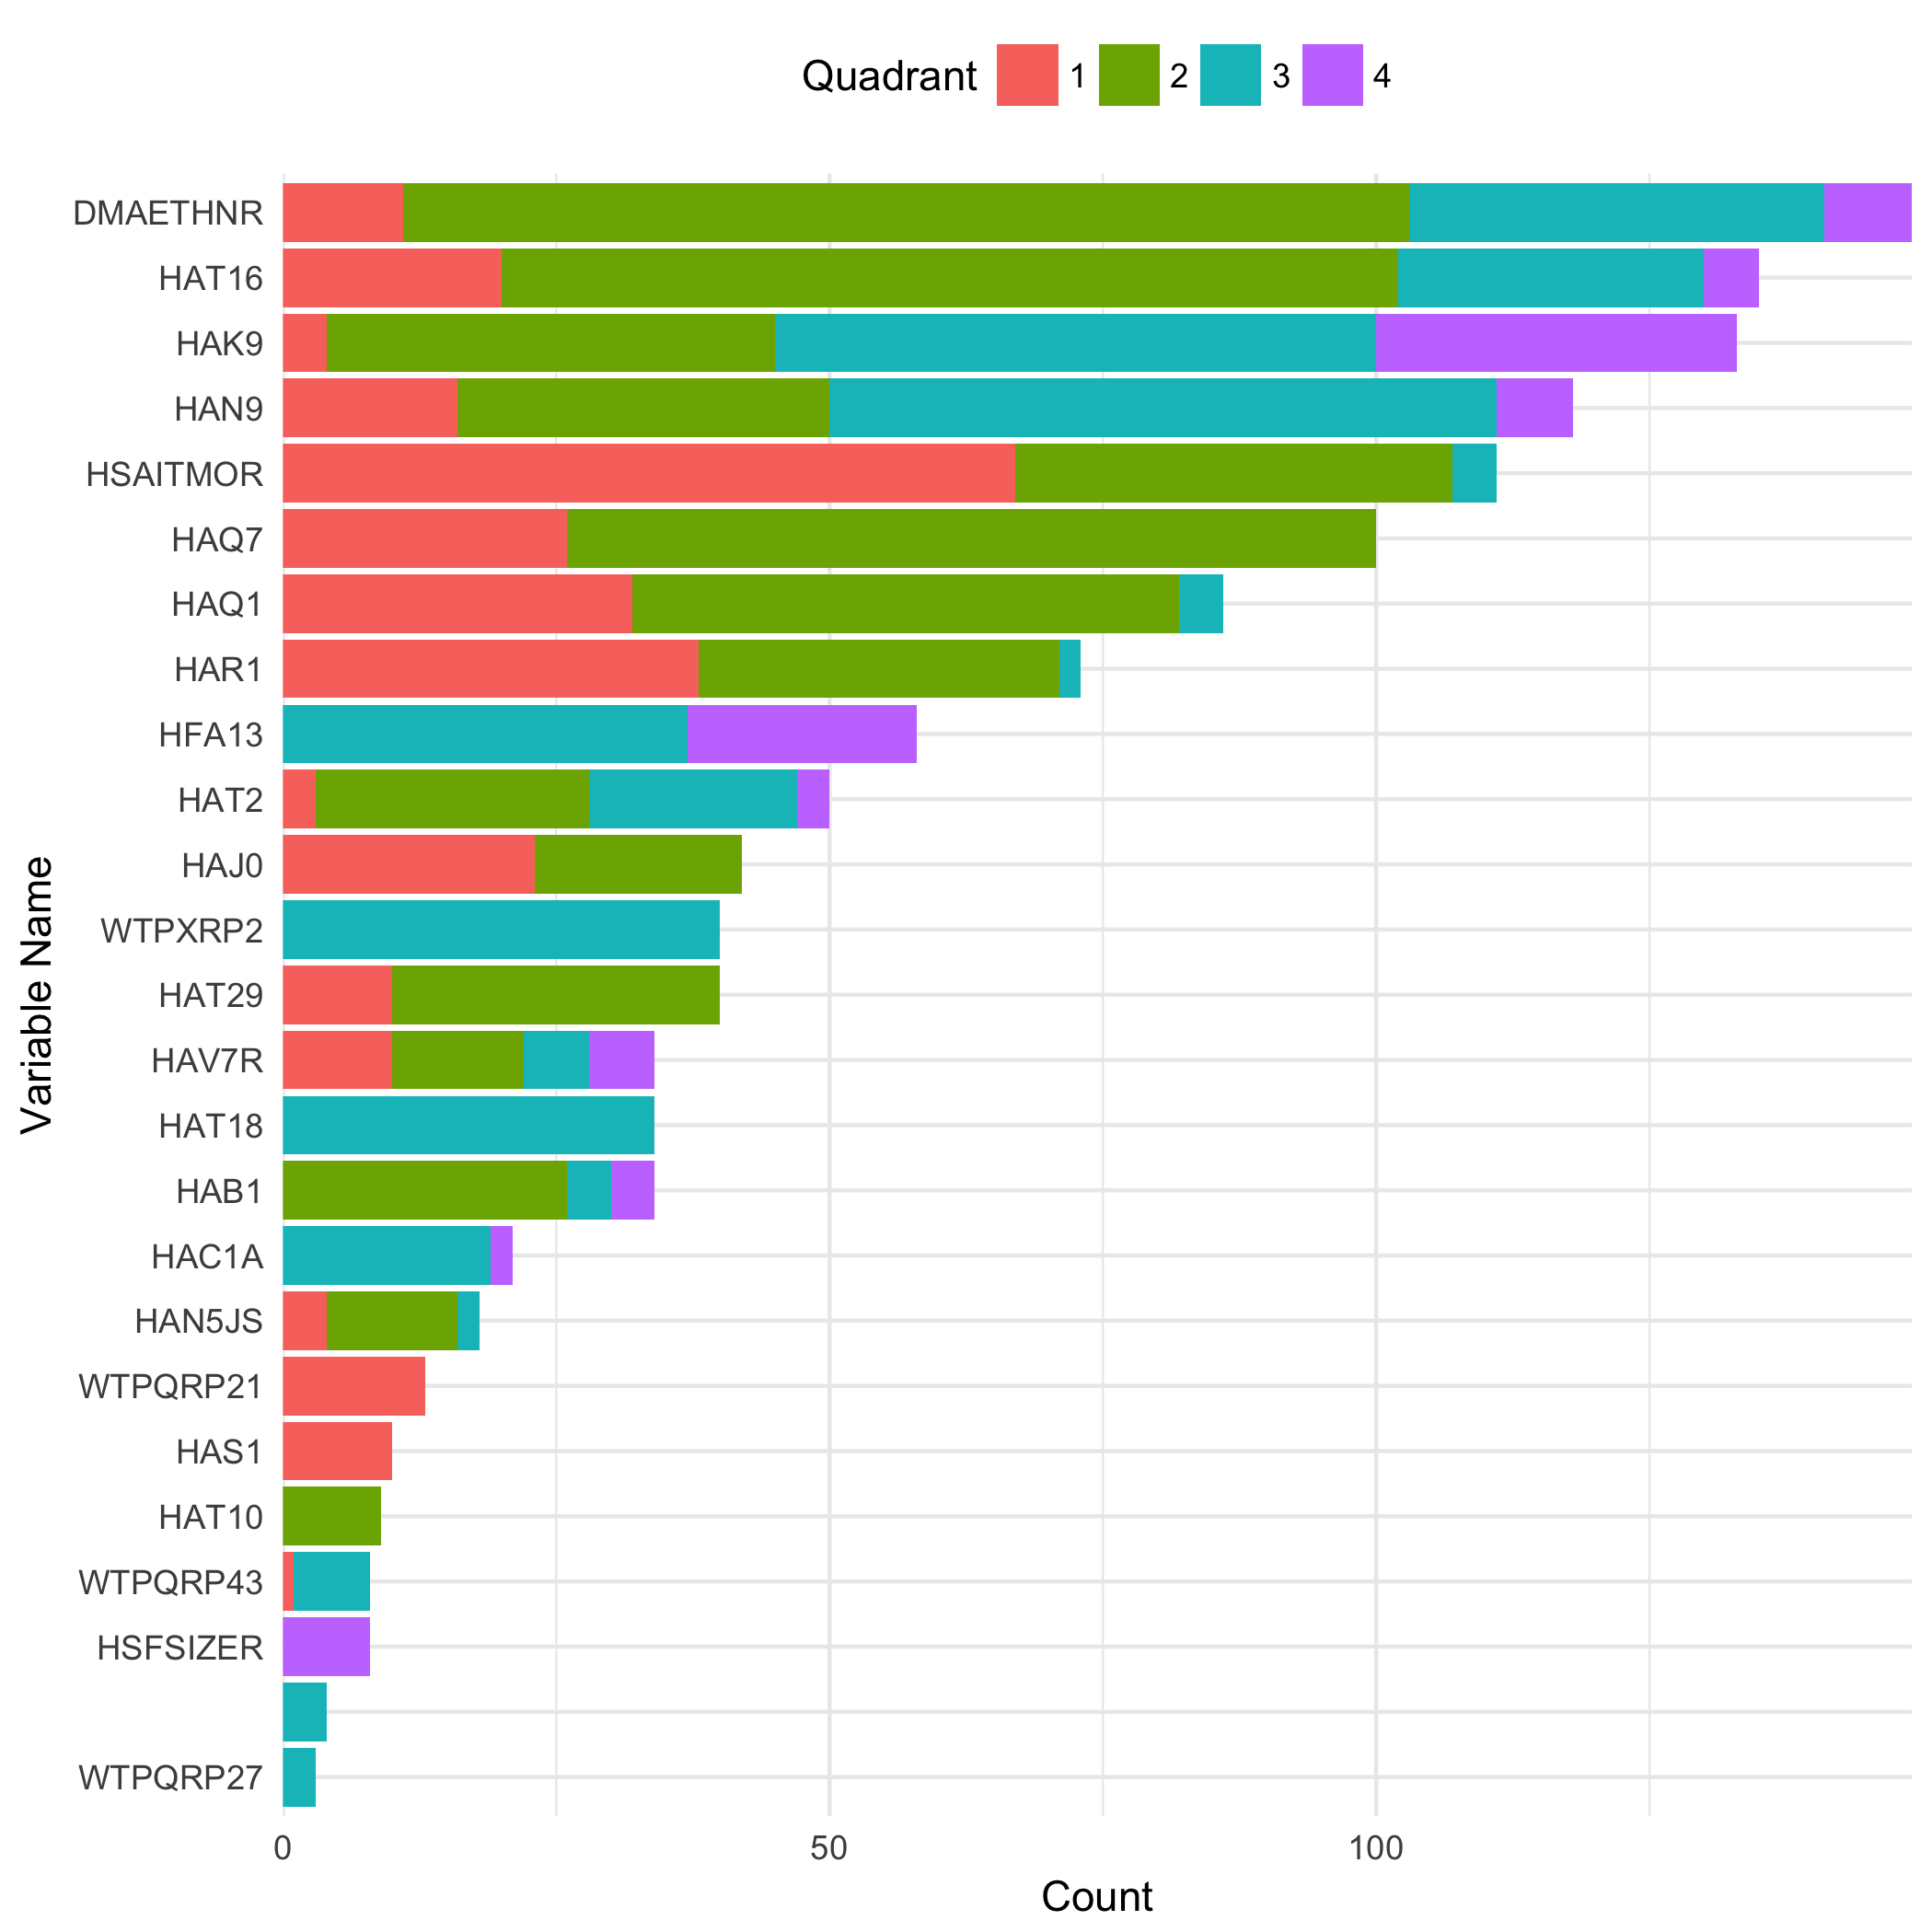 Quadrant 1 2 3 4
DMAETHNR
HAT16
HAK9
HAN9
HSAITMOR
HAQ7
HAQ1
HAR1
HFA13
HAT2
HAJ0
WTPXRP2
HAT29
HAV7R
HAT18
HAB1
HAC1A
HAN5JS
WTPQRP21
HAS1
HAT10
WTPQRP43
HSFSIZER
WTPQRP27
Variable Name
0 50 100
Count